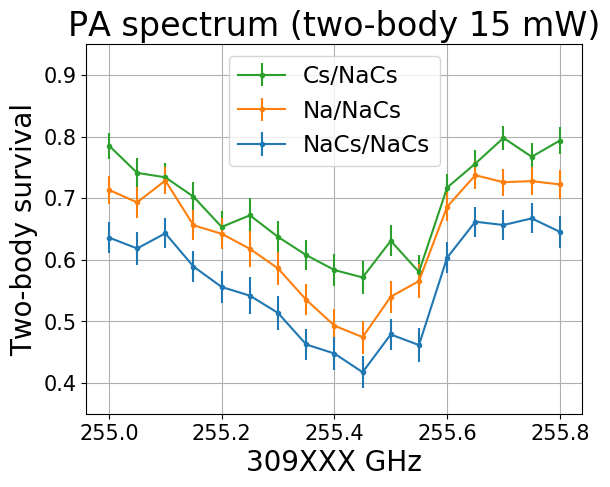 PA spectrum (two-body 15 mW)
Cs/NaCs
Na/NaCs
NaCs/NaCs
Two-body survival
0.9
0.8
0.7
0.6
0.5
0.4
255.0 255.2 255.4 255.6 255.8
309XXX GHz